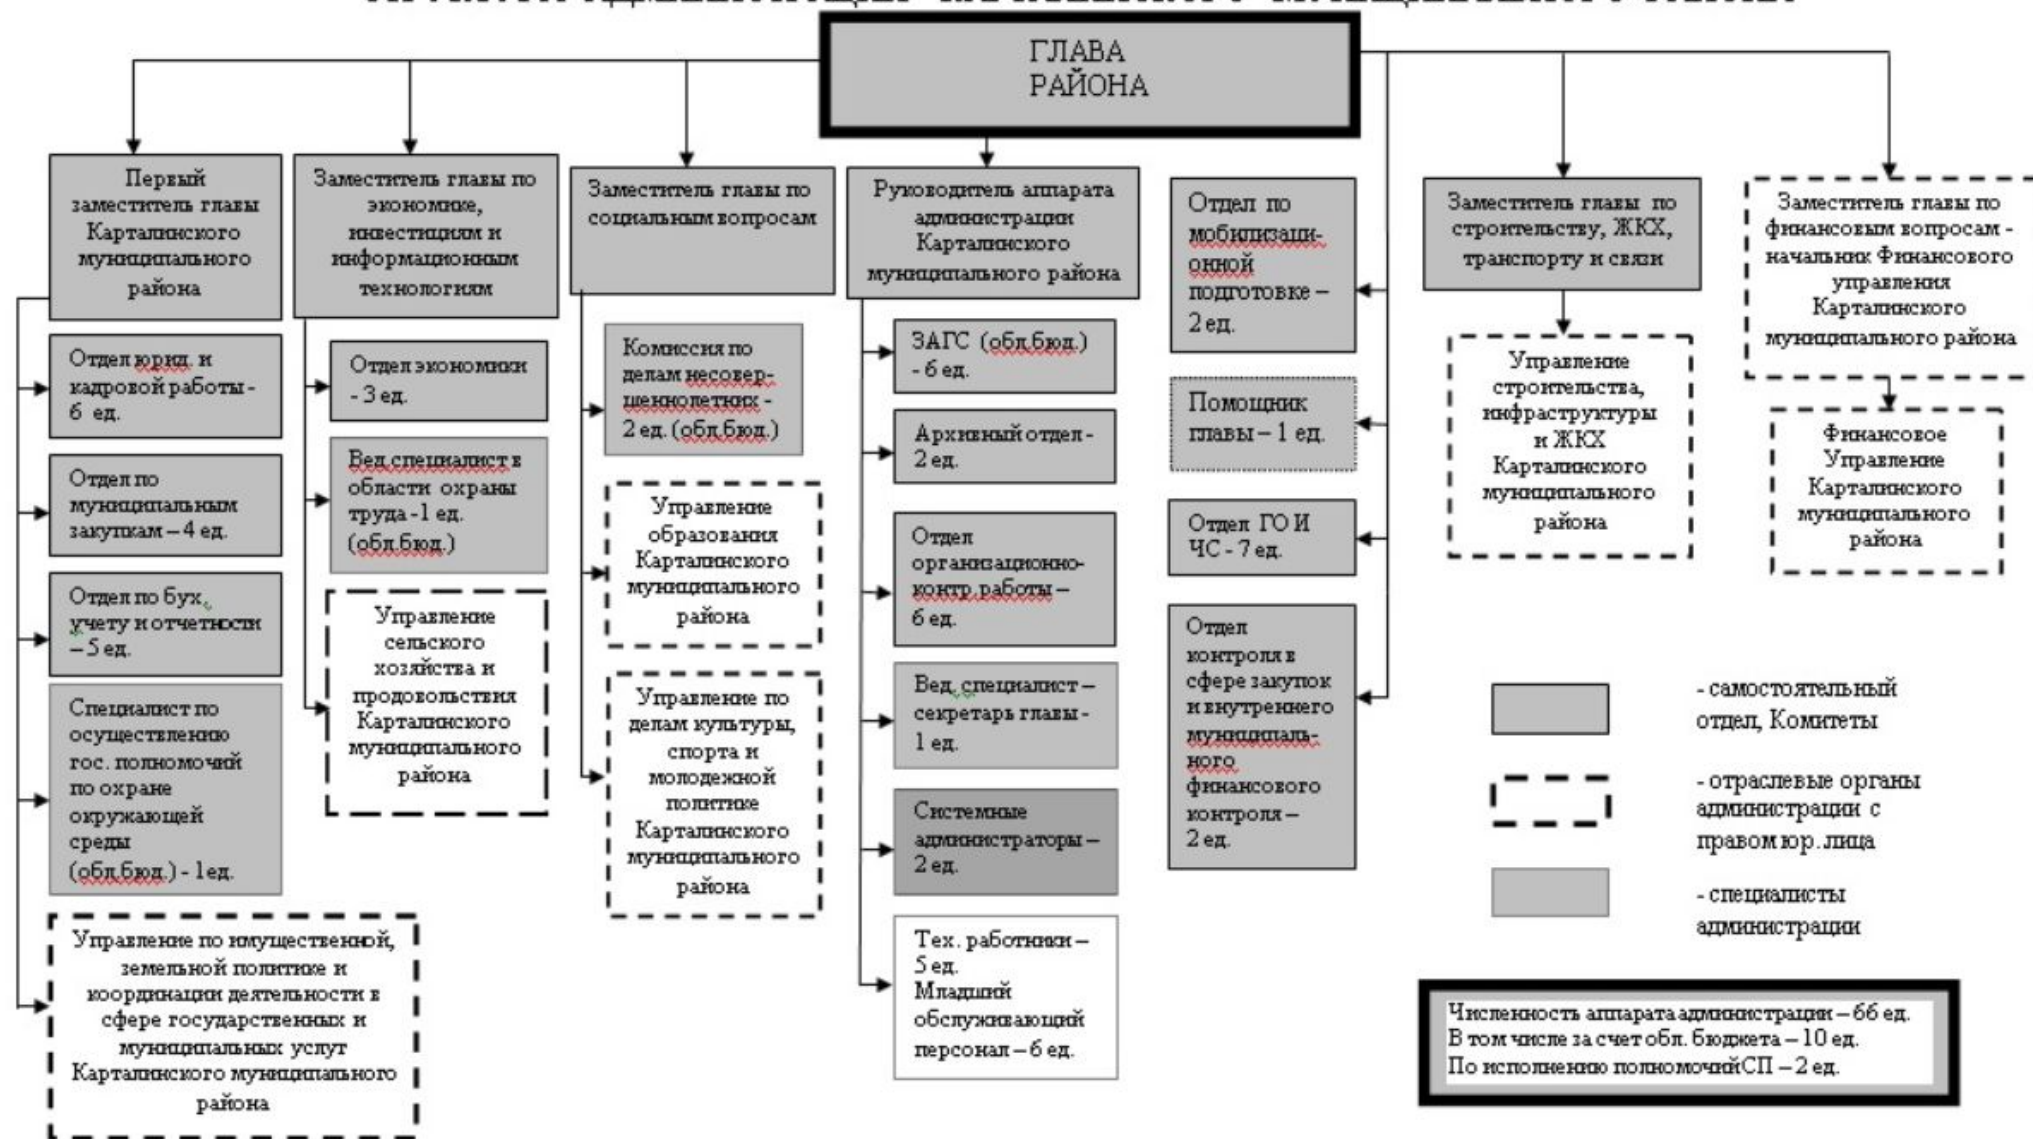 ГЛАВА
РАЙОНА
Первый
заместитель главы
Карталинского
муниципального
района
Отдел юрид. и
кадровой работы -
6 ед.
Отдел по
муниципальным
закупкам – 4 ед.
Отдел по бух,
учету и отчетности
– 5 ед.
Специалист по
осуществлению
гос. полномочий
по охране
окружающей
среды
(обл.бюд.) - 1ед.
Управление по имущественной,
земельной политике и
координации деятельности в
сфере государственных и
муниципальных услуг
Карталинского муниципального
района
Заместитель главы по
экономике,
инвестициям и
информационным
технологиям
Отдел экономики
- 3 ед.
Вед.специалист в
области охраны
труда -1 ед.
(обл.бюд.)
Управление
сельского
хозяйства и
продовольствия
Карталинского
муниципального
района
Заместитель главы по
социальным вопросам
Комиссия по
делам несовер-
шеннолетних -
2 ед. (обл.бюд.)
Управление
образования
Карталинского
муниципального
района
Управление по
делам культуры,
спорта и
молодежной
политике
Карталинского
муниципального
района
Руководитель аппарата
администрации
Карталинского
муниципального района
ЗАГС (обл.бюд.)
- 6 ед.
Архивный отдел -
2 ед.
Отдел
организационно-
контр.работы –
6 ед.
Вед. специалист –
секретарь главы -
1 ед.
Системные
администраторы –
2 ед.
Тех. работники –
5 ед.
Младший
обслуживающий
персонал – 6 ед.
Отдел по
мобилизаци-
онной
подготовке –
2 ед.
Помощник
главы – 1 ед.
Отдел ГО И
ЧС - 7 ед.
Отдел
контроля в
сфере закупок
и внутреннего
муниципаль-
ного
финансового
контроля –
2 ед.
Заместитель главы по
строительству, ЖКХ,
транспорту и связи
Управление
строительства,
инфраструктуры
и ЖКХ
Карталинского
муниципального
района
Заместитель главы по
финансовым вопросам -
начальник Финансового
управления
Карталинского
муниципального района
Финансовое
Управление
Карталинского
муниципального
района
- самостоятельный
отдел, Комитеты
- отраслевые органы
администрации с
правом юр. лица
- специалисты
администрации
Численность аппарата администрации – 66 ед.
В том числе за счет обл. бюджета – 10 ед.
По исполнению полномочий СП – 2 ед.